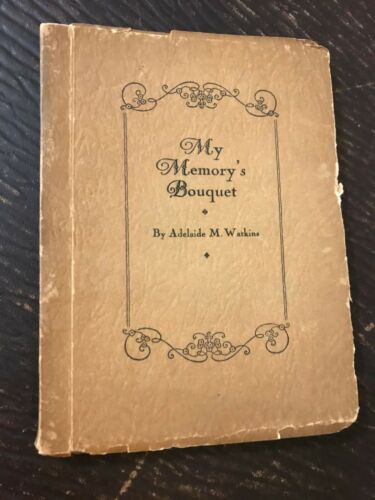 My
Memory's
Bouquet
By Adelaide M. Watkins